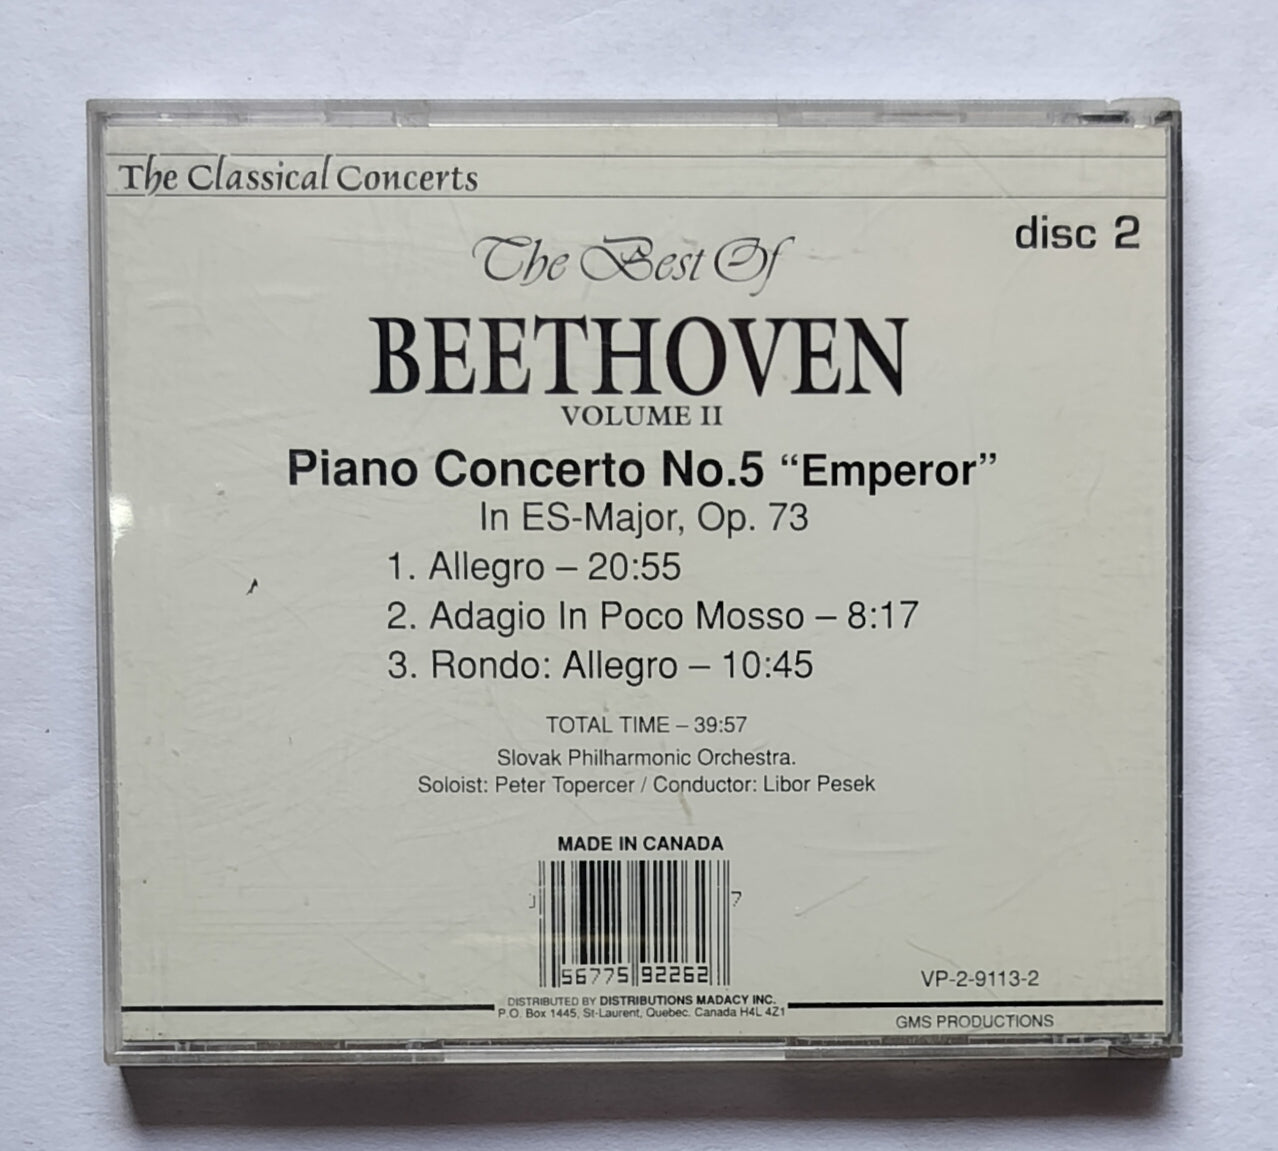 The Classical Concerts
disc 2
The Best Of
BEETHOVEN
VOLUME II
Piano Concerto No.5 “Emperor”
In ES-Major, Op. 73
1. Allegro – 20:55
2. Adagio In Poco Mosso – 8:17
3. Rondo: Allegro – 10:45
TOTAL TIME – 39:57
Slovak Philharmonic Orchestra.
Soloist: Peter Topercer / Conductor: Libor Pesek
MADE IN CANADA
7
56775 92262
VP-2-9113-2
DISTRIBUTED BY DISTRIBUTIONS MADACY INC.
P.O. Box 1445, St-Laurent, Quebec. Canada H4L 4Z1
GMS PRODUCTIONS